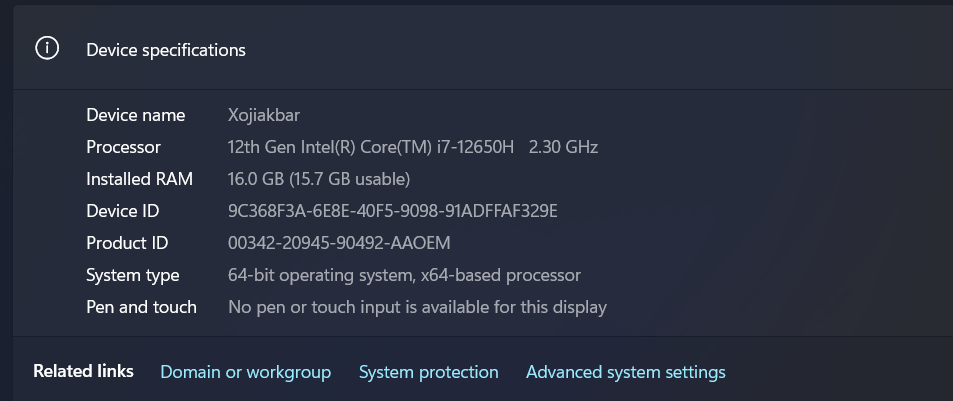 Device specifications
Device name Xojiakbar
Processor 12th Gen Intel(R) Core(TM) i7-12650H 2.30 GHz
Installed RAM 16.0 GB (15.7 GB usable)
Device ID 9C368F3A-6E8E-40F5-9098-91ADFFAF329E
Product ID 00342-20945-90492-AAOEM
System type 64-bit operating system, x64-based processor
Pen and touch No pen or touch input is available for this display
Related links Domain or workgroup System protection Advanced system settings